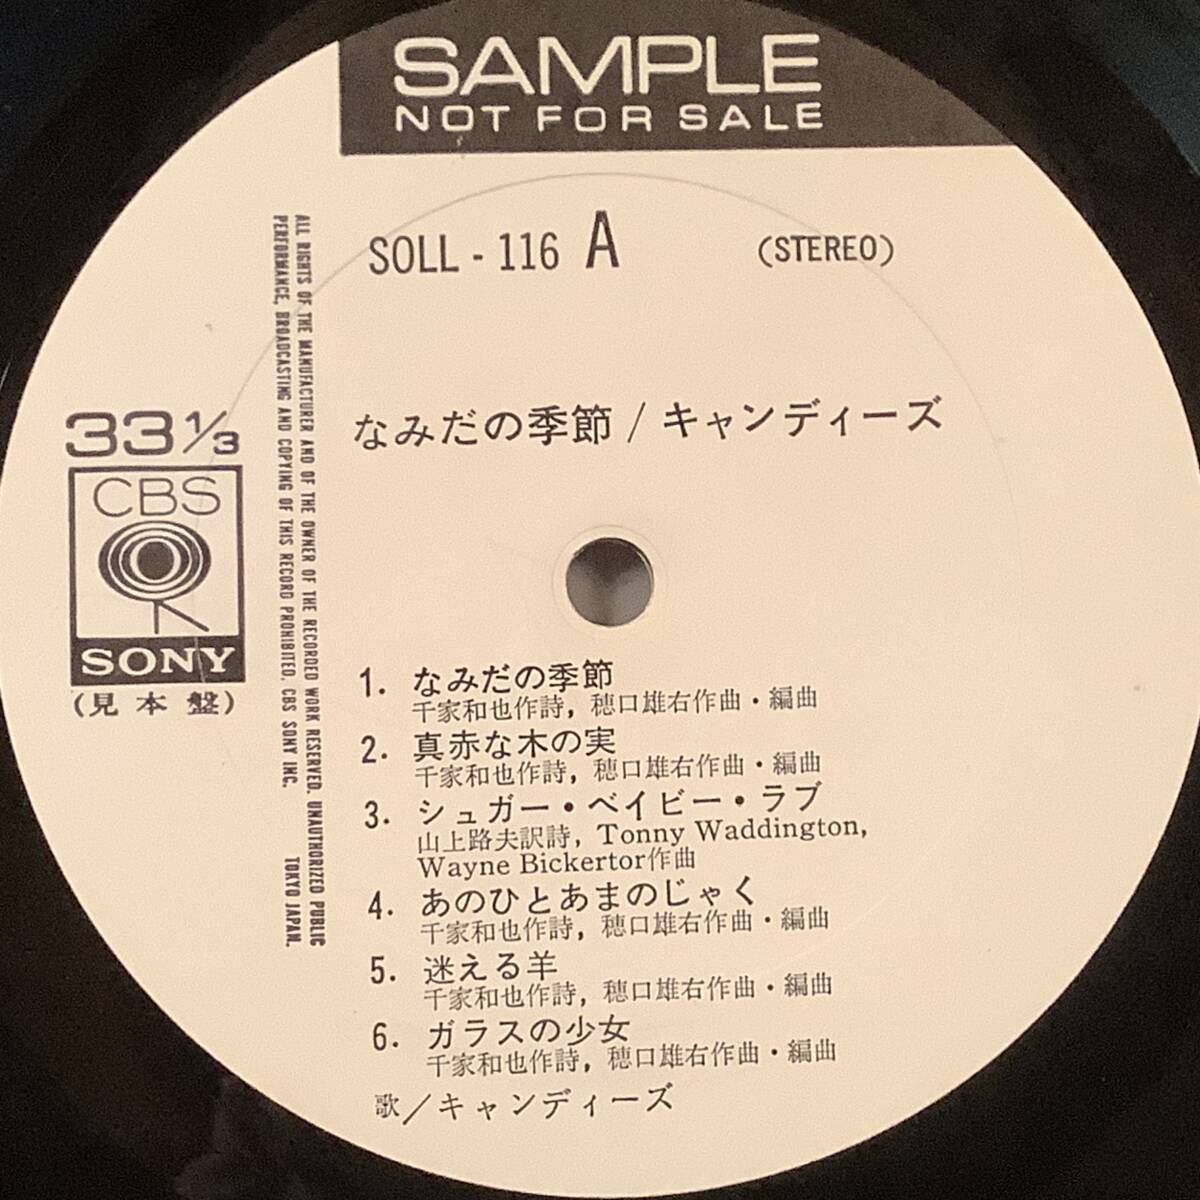 SAMPLE
NOT FOR SALE
SOLL - 116 A (STEREO)
ALL RIGHTS OF THE MANUFACTURER AND OF THE OWNER OF THE RECORDED WORK RESERVED. UNAUTHORIZED PUBLIC
PERFORMANCE, BROADCASTING AND COPYING OF THIS RECORD PROHIBITED. CBS SONY INC. TOKYO JAPAN.
33 1/3
CBS
SONY
(見本盤)
なみだの季節 / キャンディーズ
1. なみだの季節
千家和也作詩, 穂口雄右作曲・編曲
2. 真赤な木の実
千家和也作詩, 穂口雄右作曲・編曲
3. シュガー・ベイビー・ラブ
山上路夫訳詩, Tonny Waddington,
Wayne Bickertor作曲
4. あのひとあまのじゃく
千家和也作詩, 穂口雄右作曲・編曲
5. 迷える羊
千家和也作詩, 穂口雄右作曲・編曲
6. ガラスの少女
千家和也作詩, 穂口雄右作曲・編曲
歌/キャンディーズ